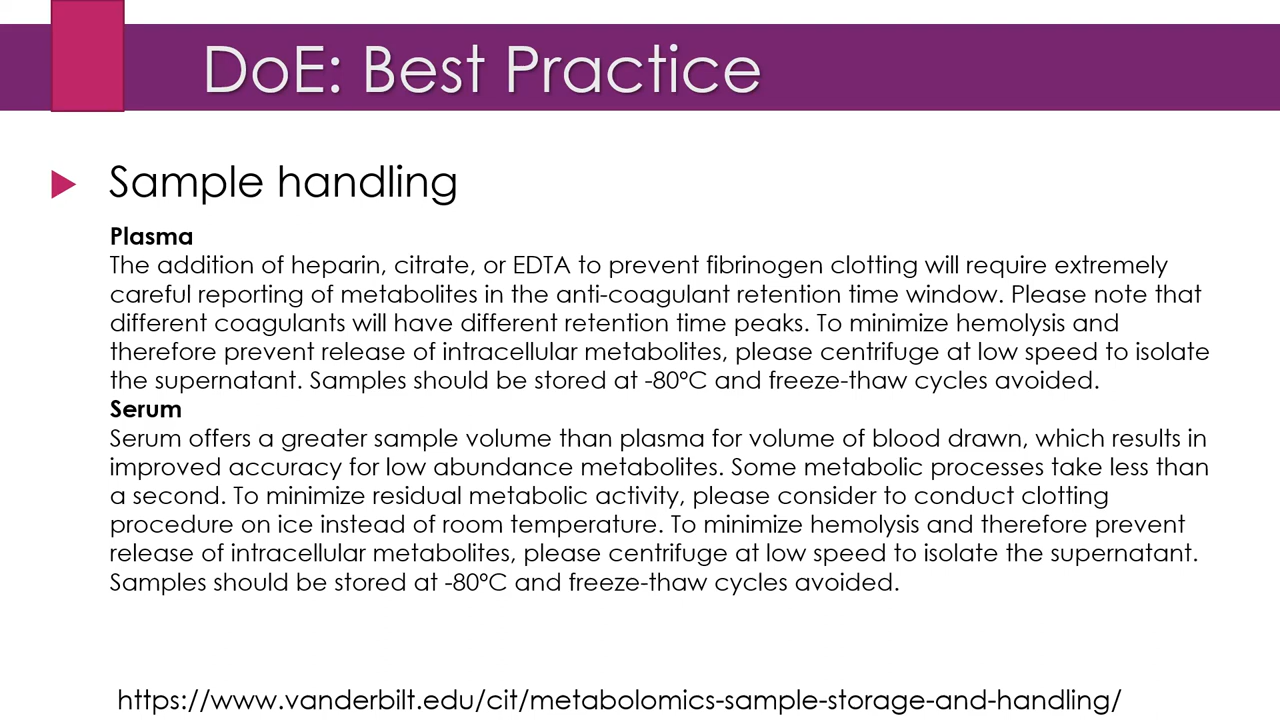 DoE: Best Practice
Sample handling
Plasma
The addition of heparin, citrate, or EDTA to prevent fibrinogen clotting will require extremely
careful reporting of metabolites in the anti-coagulant retention time window. Please note that
different coagulants will have different retention time peaks. To minimize hemolysis and
therefore prevent release of intracellular metabolites, please centrifuge at low speed to isolate
the supernatant. Samples should be stored at -80ºC and freeze-thaw cycles avoided.
Serum
Serum offers a greater sample volume than plasma for volume of blood drawn, which results in
improved accuracy for low abundance metabolites. Some metabolic processes take less than
a second. To minimize residual metabolic activity, please consider to conduct clotting
procedure on ice instead of room temperature. To minimize hemolysis and therefore prevent
release of intracellular metabolites, please centrifuge at low speed to isolate the supernatant.
Samples should be stored at -80ºC and freeze-thaw cycles avoided.
https://www.vanderbilt.edu/cit/metabolomics-sample-storage-and-handling/